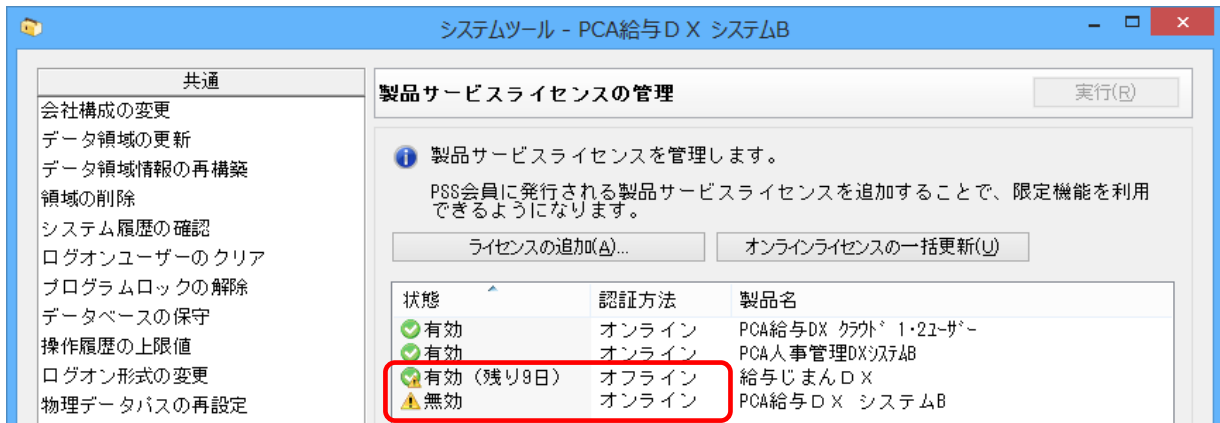 システムツール - PCA給与ＤＸ システムB
共通
会社構成の変更
データ領域の更新
データ領域情報の再構築
領域の削除
システム履歴の確認
ログオンユーザーのクリア
プログラムロックの解除
データベースの保守
操作履歴の上限値
ログオン形式の変更
物理データパスの再設定
製品サービスライセンスの管理
実行(R)
製品サービスライセンスを管理します。
PSS会員に発行される製品サービスライセンスを追加することで、限定機能を利用
できるようになります。
ライセンスの追加(A)...
オンラインライセンスの一括更新(U)
状態 認証方法 製品名
有効 オンライン PCA給与DX ｸﾗｳﾄﾞ 1･2ﾕｰｻﾞｰ
有効 オンライン PCA人事管理DXｼｽﾃﾑB
有効（残り9日） オフライン 給与じまんＤＸ
無効 オンライン PCA給与ＤＸ システムB